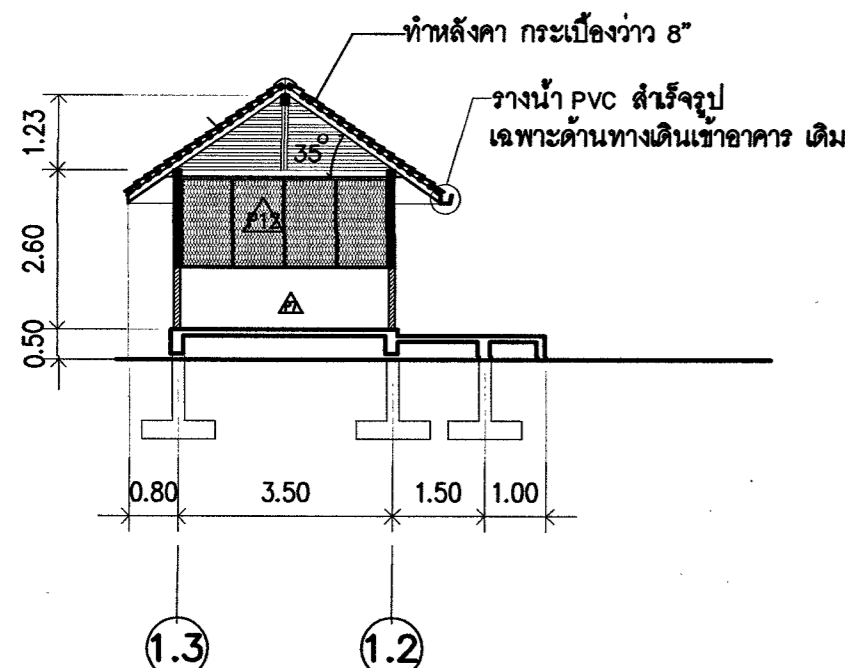 ทำหลังคา กระเบื้องว่าว 8"
รางน้ำ PVC สำเร็จรูป
เฉพาะด้านทางเดินเข้าอาคาร เดิม
1.23
35°
2.60
P12
P7
0.50
0.80 3.50 1.50 1.00
1.3 1.2